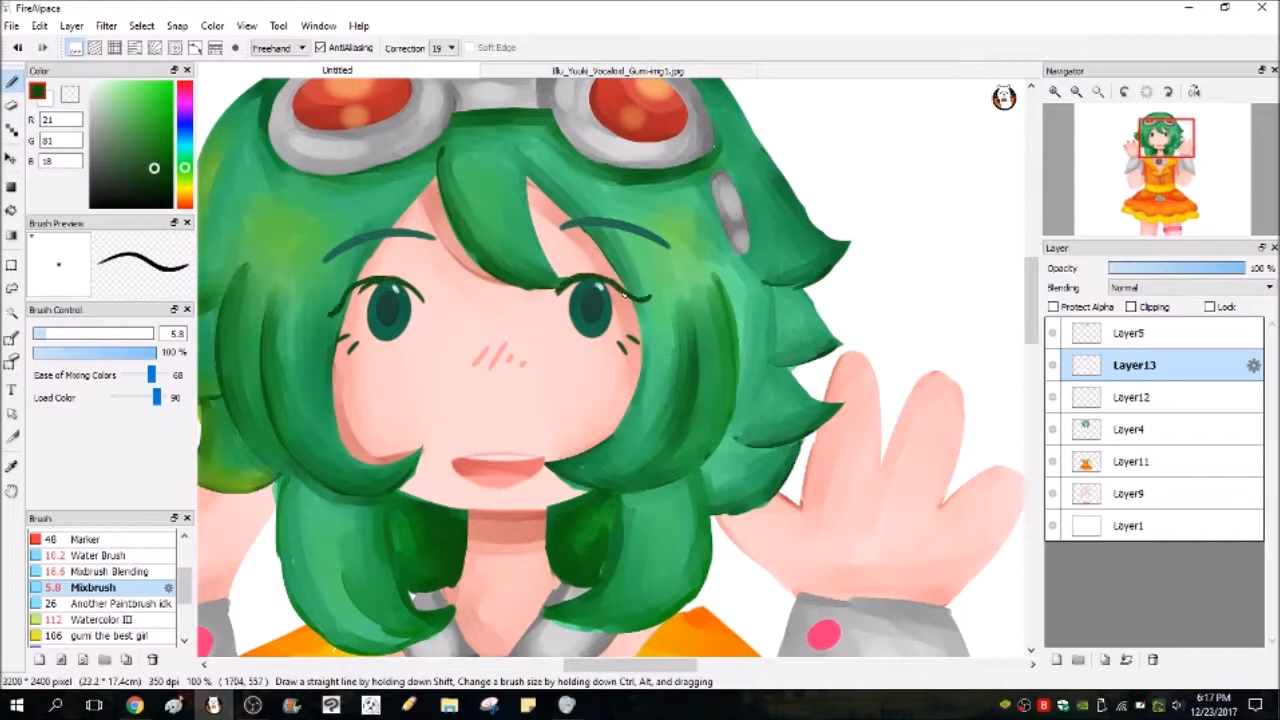 FireAlpaca
File Edit Layer Filter Select Snap Color View Tool Window Help
Freehand AntiAliasing Correction 19 Soft Edge
Color
Untitled
Illu_Yuuki_Vocaloid_Gumi-img1.jpg
Navigator
R 21
G 81
B 18
Brush Preview
Brush Control
5.8
100 %
Ease of Mixing Colors 68
Load Color 90
Brush
48 Marker
10.2 Water Brush
16.6 Mixbrush Blending
5.8 Mixbrush
26 Another Paintbrush idk
112 Watercolor III
106 gumi the best girl
Layer
Opacity 100 %
Blending Normal
Protect Alpha Clipping Lock
Layer5
Layer13
Layer12
Layer4
Layer11
Layer9
Layer1
3200 * 2400 pixel (23.2 * 17.4cm) 350 dpi 100 % ( 1704, 557 ) Draw a straight line by holding down Shift, Change a brush size by holding down Ctrl, Alt, and dragging
6:17 PM
12/23/2017